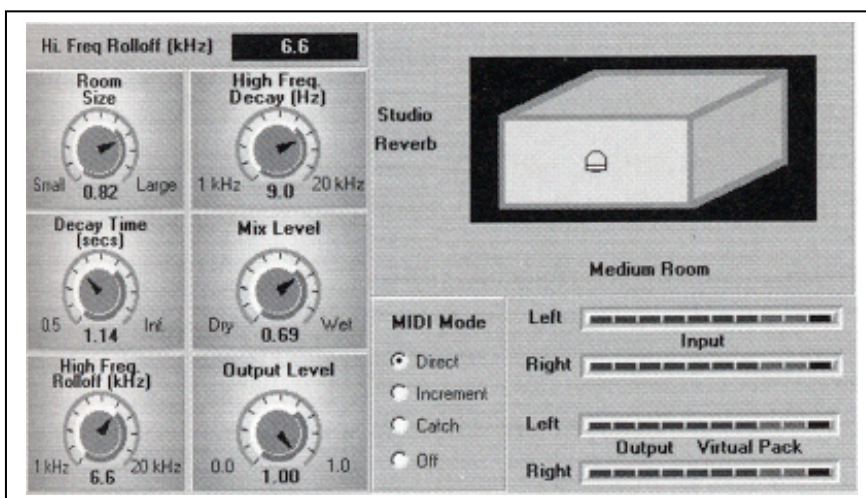 Hi. Freq Rolloff (kHz) 6.6
Room
Size
Small 0.82 Large
High Freq.
Decay (Hz)
1 kHz 9.0 20 kHz
Decay Time
(secs)
0.5 1.14 Inf.
Mix Level
Dry 0.69 Wet
High Freq.
Rolloff (kHz)
1 kHz 6.6 20 kHz
Output Level
0.0 1.00 1.0
Studio
Reverb
Medium Room
MIDI Mode
Direct
Increment
Catch
Off
Left
Input
Right
Left
Output Virtual Pack
Right